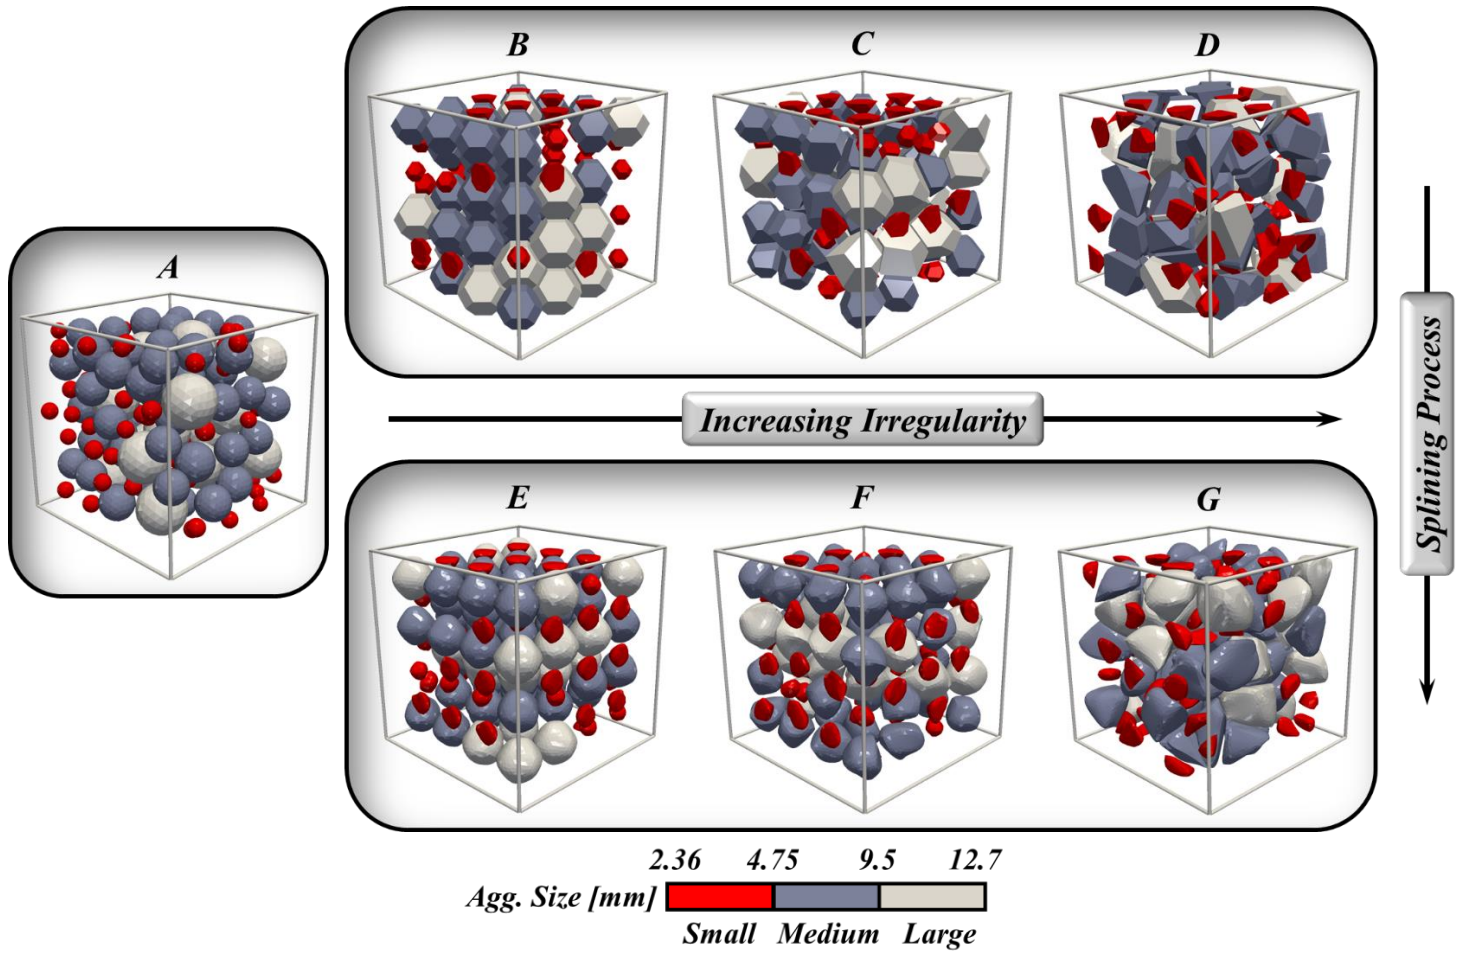 B C D
A
Increasing Irregularity
Splining Process
E F G
2.36 4.75 9.5 12.7
Agg. Size [mm]
Small Medium Large